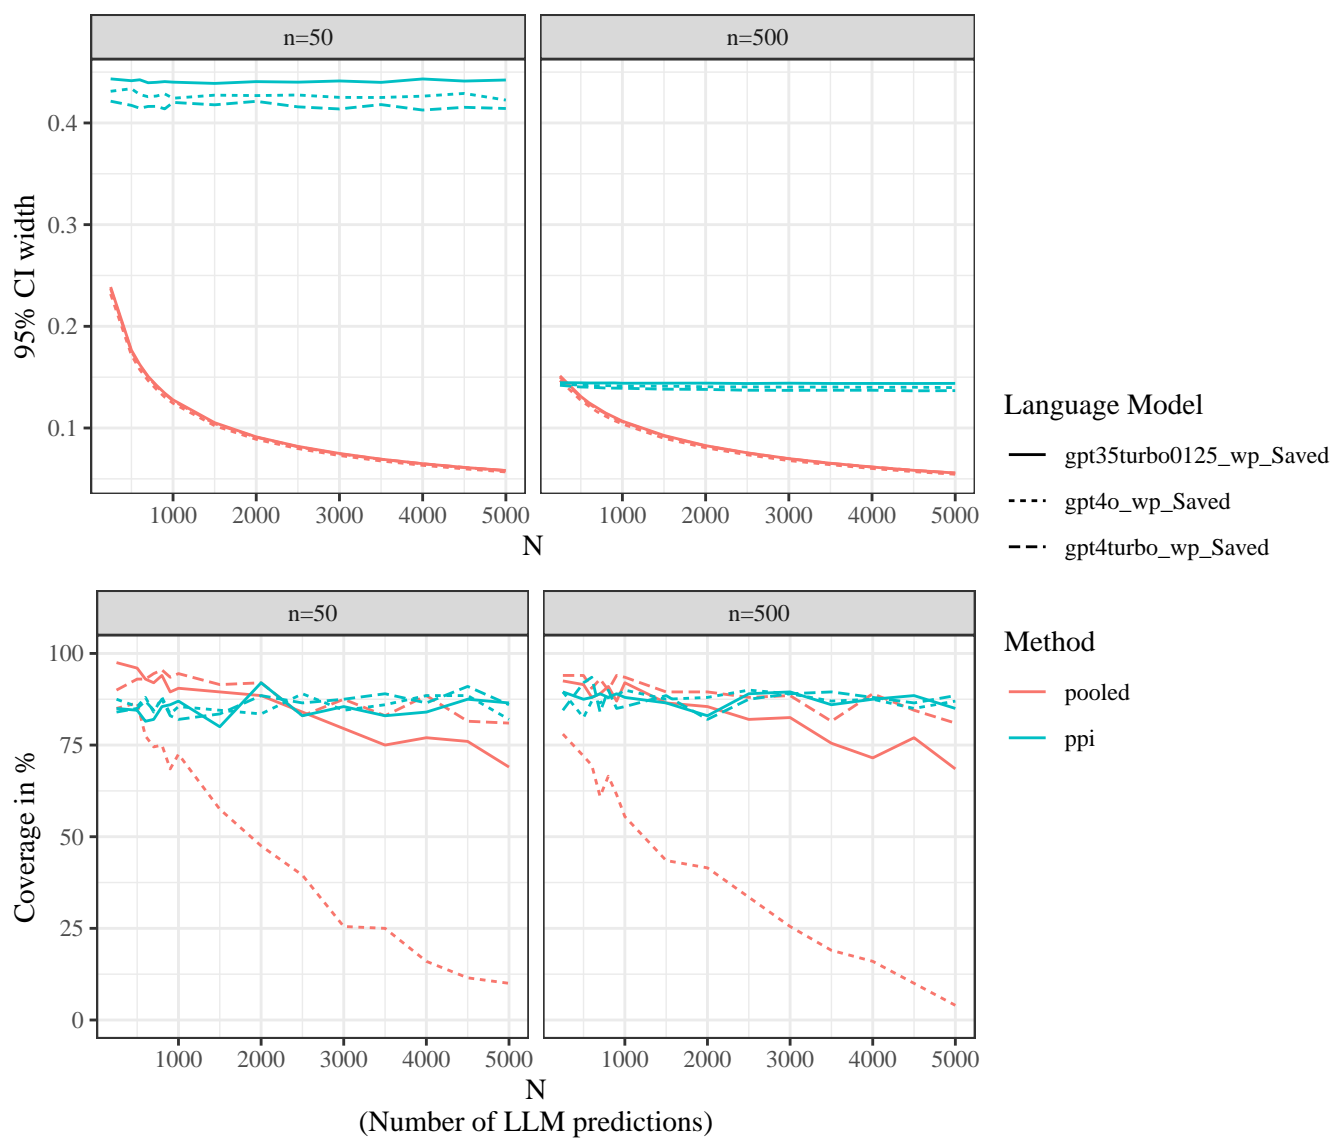 n=50
n=500
95% CI width
0.4
0.3
0.2
0.1
1000 2000 3000 4000 5000
1000 2000 3000 4000 5000
N
Language Model
gpt35turbo0125_wp_Saved
gpt4o_wp_Saved
gpt4turbo_wp_Saved
Method
pooled
ppi
n=50
n=500
Coverage in %
100
75
50
25
0
1000 2000 3000 4000 5000
1000 2000 3000 4000 5000
N
(Number of LLM predictions)